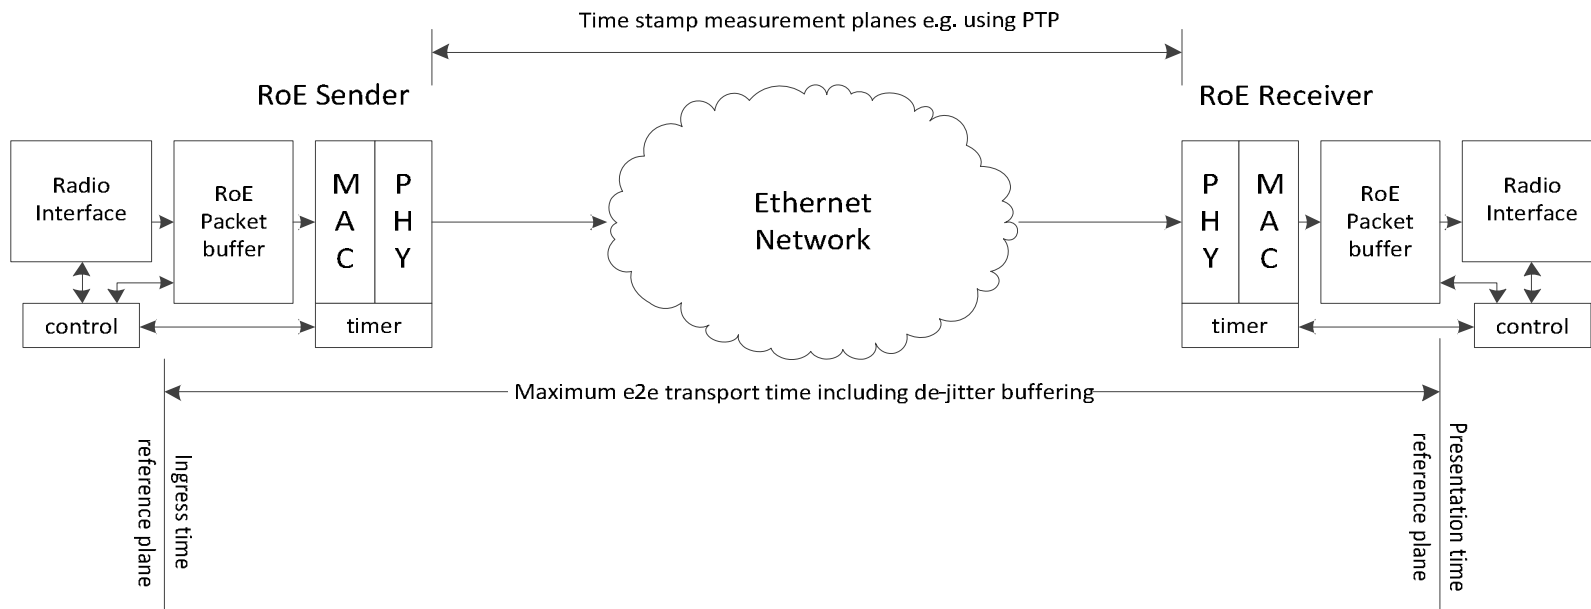 Time stamp measurement planes e.g. using PTP
RoE Sender
RoE Receiver
Radio
Interface
RoE
Packet
buffer
M
A
C
P
H
Y
Ethernet
Network
P
H
Y
M
A
C
RoE
Packet
buffer
Radio
Interface
control
timer
timer
control
Maximum e2e transport time including de-jitter buffering
Ingress time
reference plane
Presentation time
reference plane